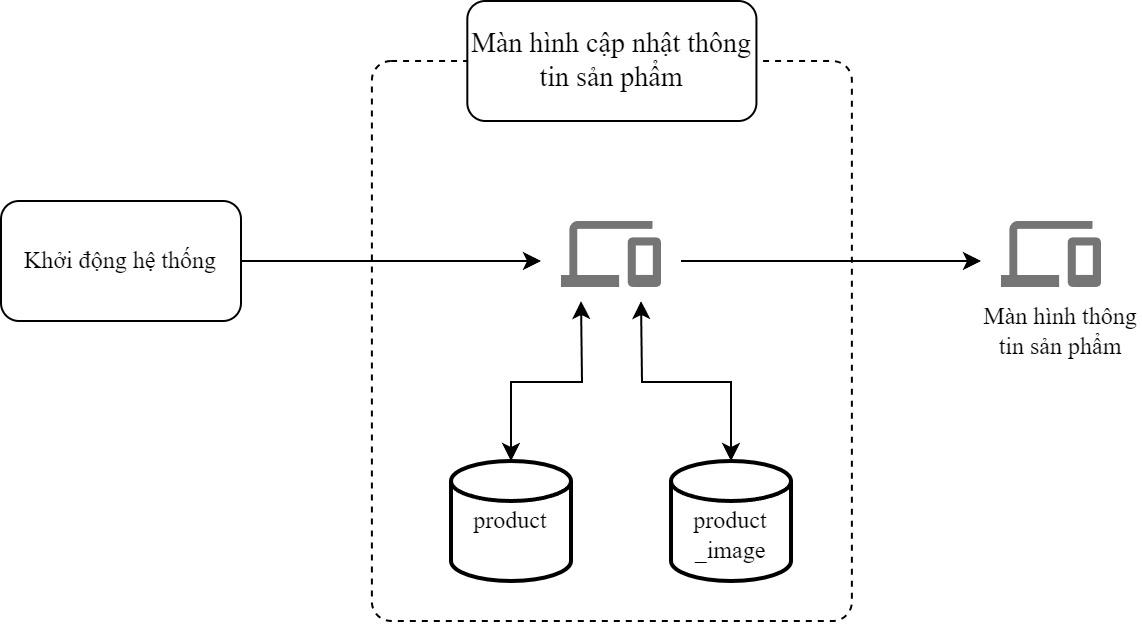 Màn hình cập nhật thông
tin sản phẩm
Khởi động hệ thống
Màn hình thông
tin sản phẩm
product
product
_image